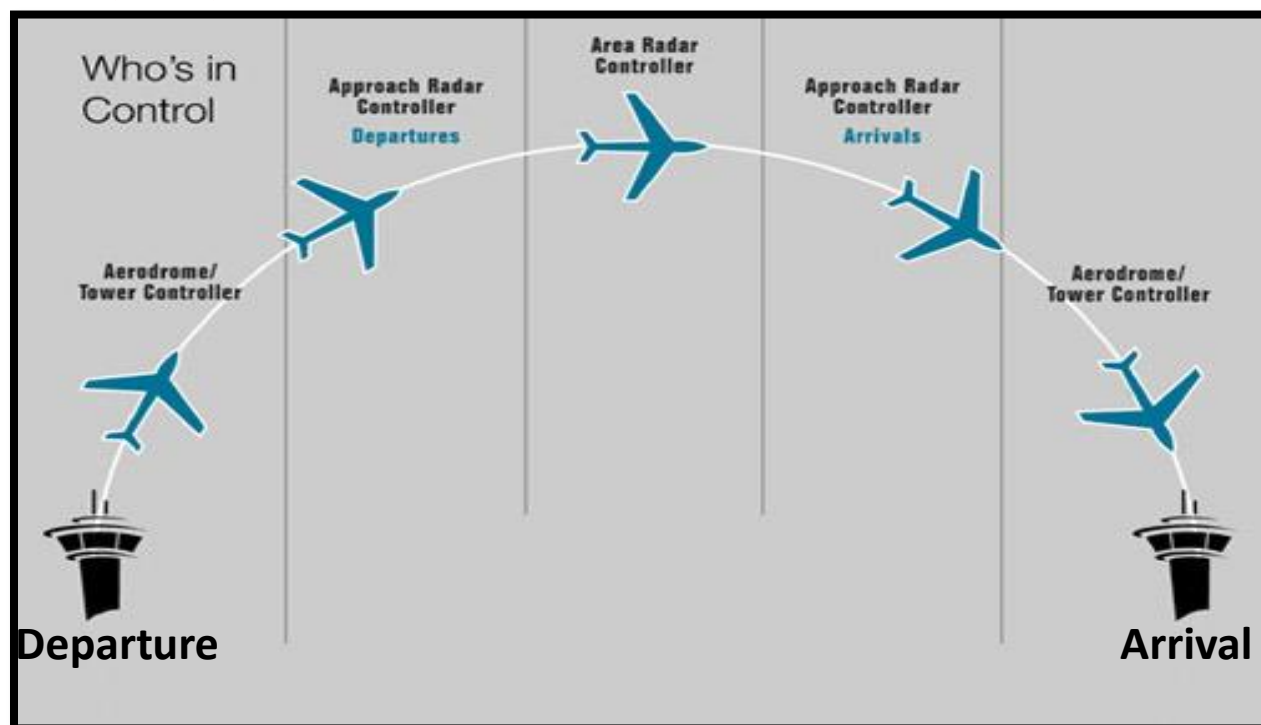 Who's in
Control
Aerodrome/
Tower Controller
Approach Radar
Controller
Departures
Area Radar
Controller
Approach Radar
Controller
Arrivals
Aerodrome/
Tower Controller
Departure
Arrival